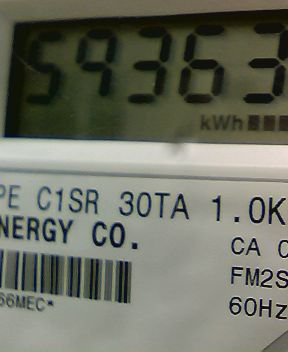 59363
kWh
PE C1SR 30TA 1.0K
NERGY CO.
CA
FM2S
66MEC*
60Hz